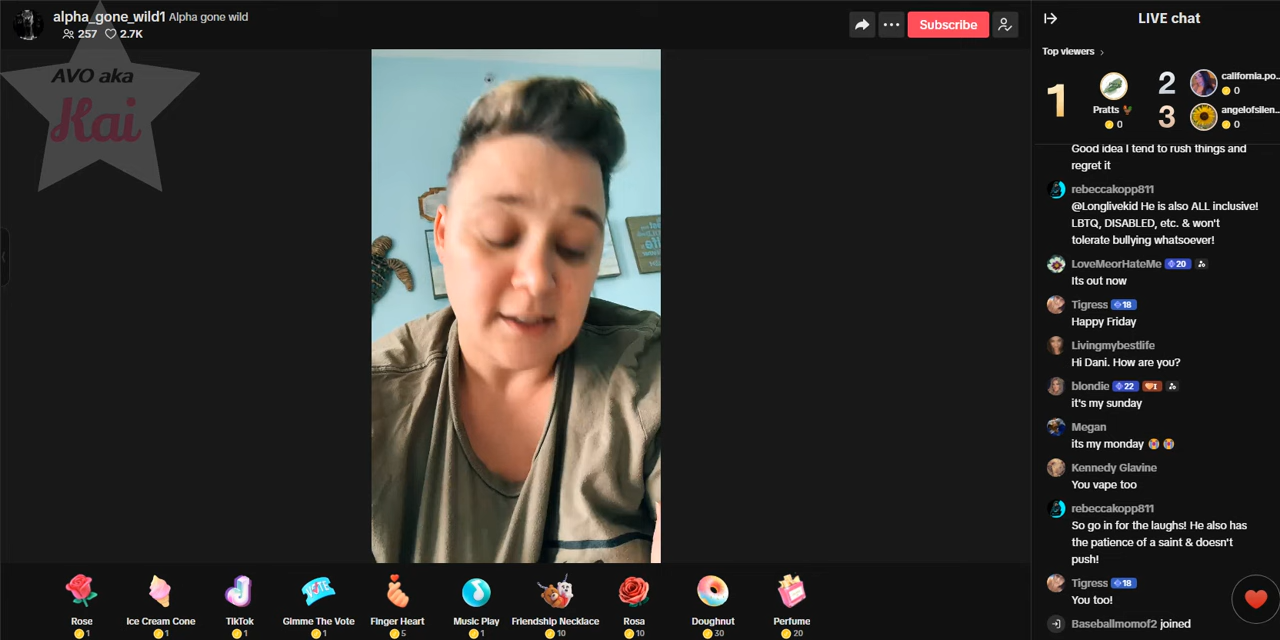 alpha_gone_wild1 Alpha gone wild
257 2.7K
Subscribe
AVO aka
Kai
LIVE chat
Top viewers
1
Pratts
0
2
california.po...
0
3
angelofsilen...
0
Good idea I tend to rush things and
regret it
rebeccakopp811
@Longlivekid He is also ALL inclusive!
LBTQ, DISABLED, etc. & won't
tolerate bullying whatsoever!
LoveMeorHateMe 20
Its out now
Tigress 18
Happy Friday
Livingmybestlife
Hi Dani. How are you?
blondie 22 I
it's my sunday
Megan
its my monday
Kennedy Glavine
You vape too
rebeccakopp811
So go in for the laughs! He also has
the patience of a saint & doesn't
push!
Tigress 18
You too!
Baseballmomof2 joined
VOTE
Rose Ice Cream Cone TikTok Gimme The Vote Finger Heart Music Play Friendship Necklace Rosa Doughnut Perfume
1 1 1 1 5 1 10 10 30 20